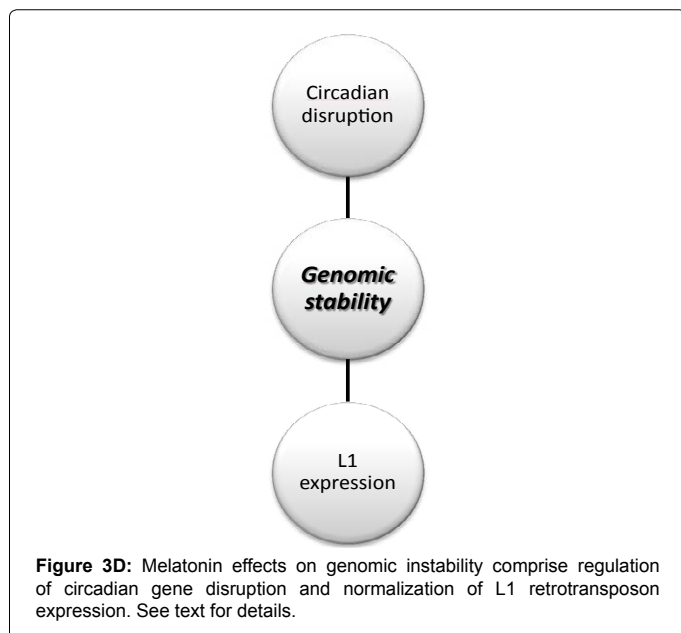 Circadian
disruption
Genomic
stability
L1
expression
Figure 3D: Melatonin effects on genomic instability comprise regulation
of circadian gene disruption and normalization of L1 retrotransposon
expression. See text for details.